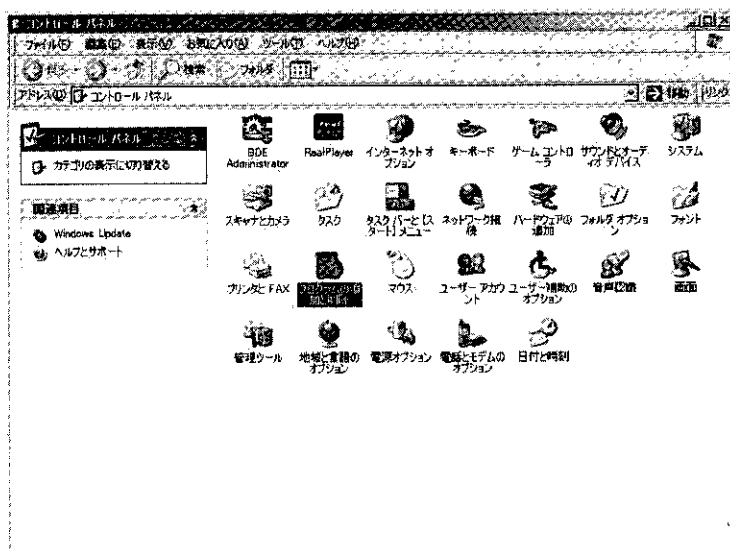 コントロール パネル
ファイル(F) 編集(E) 表示(V) お気に入り(A) ツール(T) ヘルプ(H)
戻る 検索 フォルダ
アドレス(D) コントロール パネル 移動 リンク
コントロール パネル
カテゴリの表示に切り替える
関連項目
Windows Update
ヘルプとサポート
BDE
Administrator
RealPlayer
インターネット オ
プション
キーボード
ゲーム コントロ
ーラ
サウンドとオーデ
ィオ デバイス
システム
スキャナとカメラ
タスク
タスク バーと [ス
タート] メニュー
ネットワーク接
続
ハードウェアの
追加
フォルダ オプショ
ン
フォント
プリンタと FAX
プログラムの追
加と削除
マウス
ユーザー アカウ
ント
ユーザー補助の
オプション
音声認識
画面
管理ツール
地域と言語の
オプション
電源オプション
電話とモデムの
オプション
日付と時刻